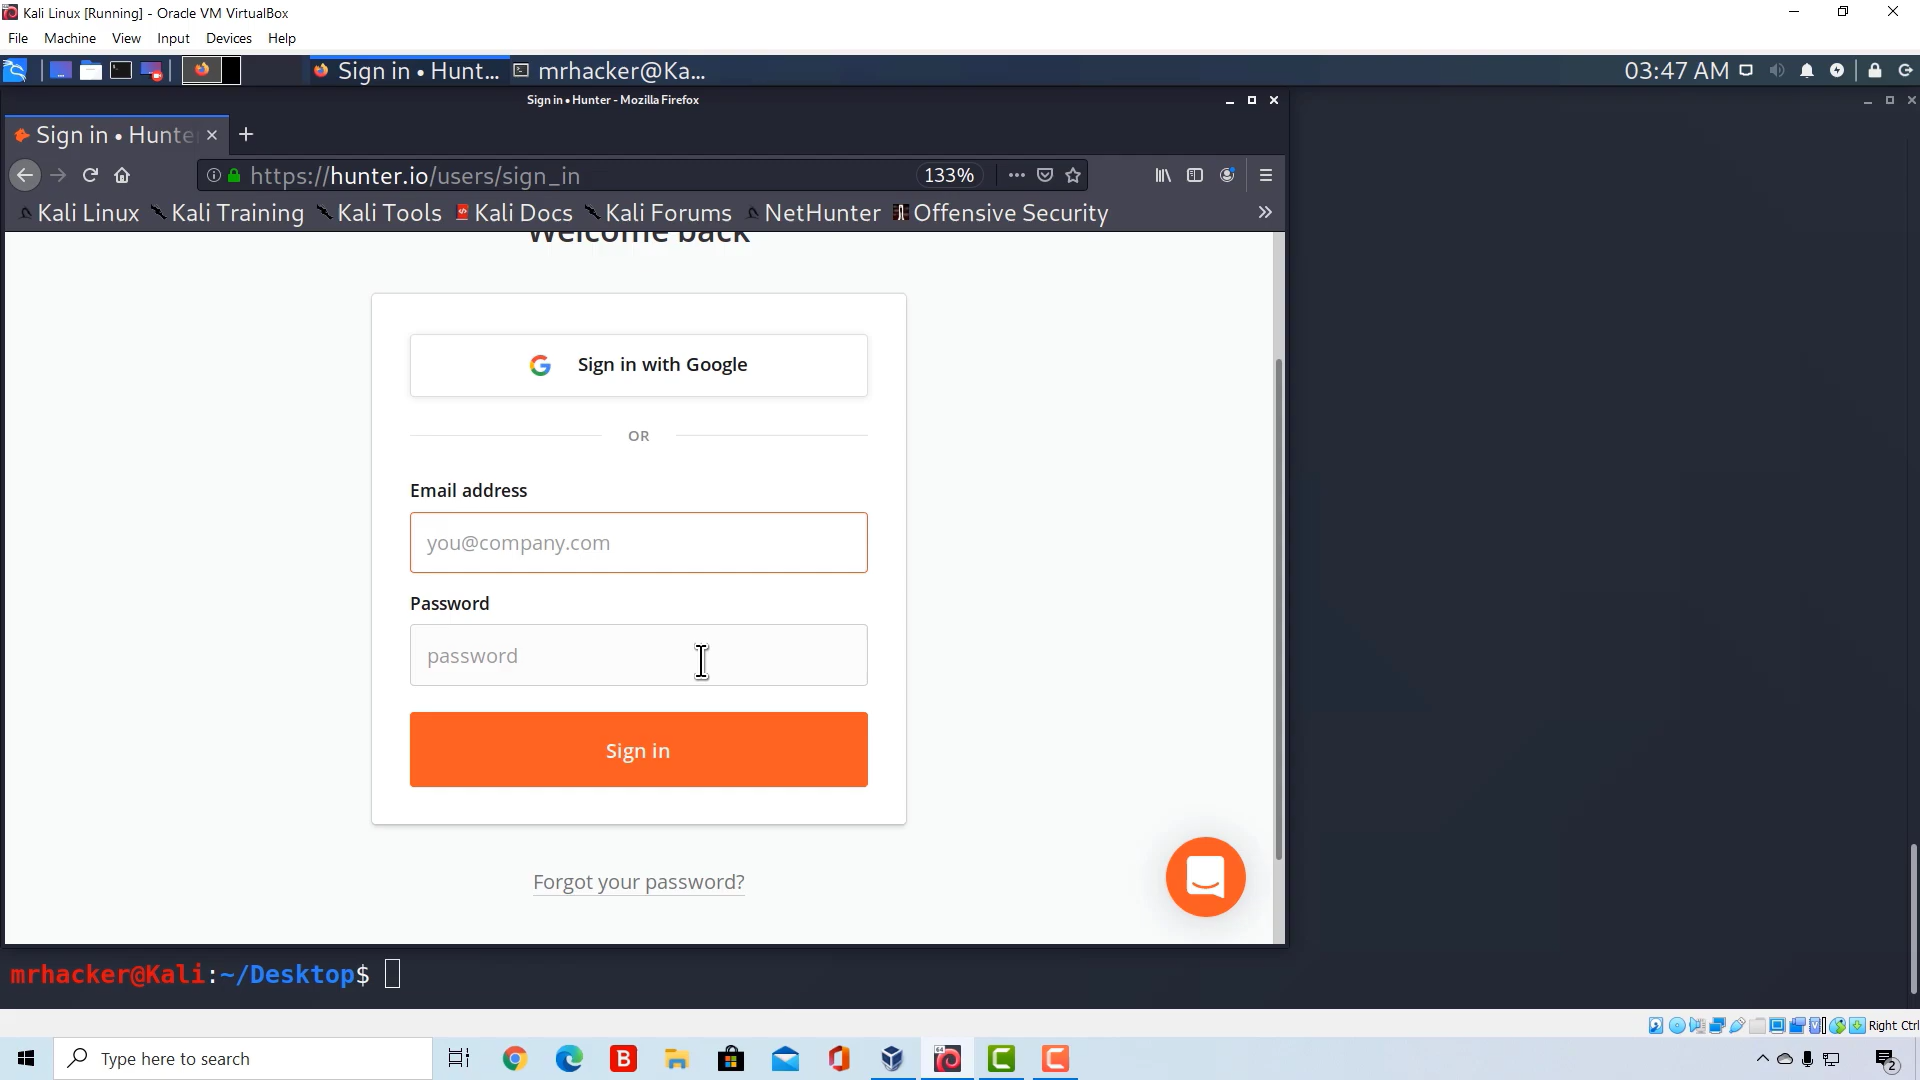 Kali Linux [Running] - Oracle VM VirtualBox
File Machine View Input Devices Help
Sign in • Hunt... mrhacker@Ka... 03:47 AM
Sign in • Hunter - Mozilla Firefox
Sign in • Hunte
https://hunter.io/users/sign_in 133%
Kali Linux Kali Training Kali Tools Kali Docs Kali Forums NetHunter Offensive Security
Welcome back
Sign in with Google
OR
Email address
you@company.com
Password
password
Sign in
Forgot your password?
mrhacker@Kali:~/Desktop$
Right Ctrl
Type here to search
2